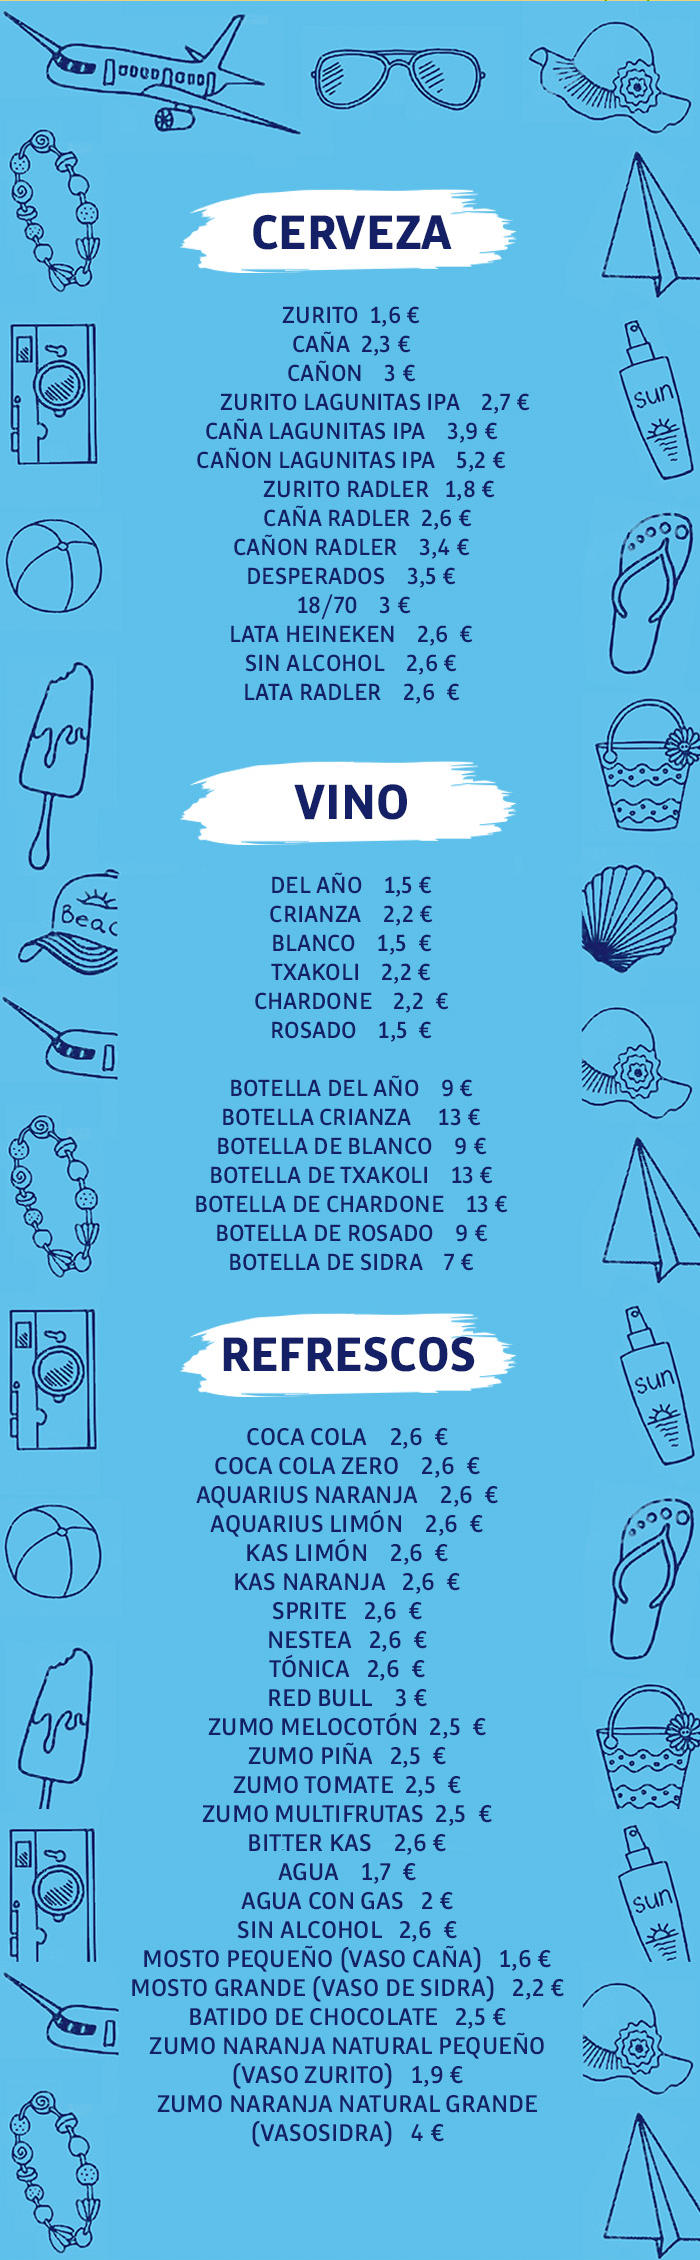 CERVEZA
ZURITO 1,6 €
CAÑA 2,3 €
CAÑON 3 €
ZURITO LAGUNITAS IPA 2,7 €
CAÑA LAGUNITAS IPA 3,9 €
CAÑON LAGUNITAS IPA 5,2 €
ZURITO RADLER 1,8 €
CAÑA RADLER 2,6 €
CAÑON RADLER 3,4 €
DESPERADOS 3,5 €
18/70 3 €
LATA HEINEKEN 2,6 €
SIN ALCOHOL 2,6 €
LATA RADLER 2,6 €
VINO
DEL AÑO 1,5 €
CRIANZA 2,2 €
BLANCO 1,5 €
TXAKOLI 2,2 €
CHARDONE 2,2 €
ROSADO 1,5 €
BOTELLA DEL AÑO 9 €
BOTELLA CRIANZA 13 €
BOTELLA DE BLANCO 9 €
BOTELLA DE TXAKOLI 13 €
BOTELLA DE CHARDONE 13 €
BOTELLA DE ROSADO 9 €
BOTELLA DE SIDRA 7 €
REFRESCOS
COCA COLA 2,6 €
COCA COLA ZERO 2,6 €
AQUARIUS NARANJA 2,6 €
AQUARIUS LIMÓN 2,6 €
KAS LIMÓN 2,6 €
KAS NARANJA 2,6 €
SPRITE 2,6 €
NESTEA 2,6 €
TÓNICA 2,6 €
RED BULL 3 €
ZUMO MELOCOTÓN 2,5 €
ZUMO PIÑA 2,5 €
ZUMO TOMATE 2,5 €
ZUMO MULTIFRUTAS 2,5 €
BITTER KAS 2,6 €
AGUA 1,7 €
AGUA CON GAS 2 €
SIN ALCOHOL 2,6 €
MOSTO PEQUEÑO (VASO CAÑA) 1,6 €
MOSTO GRANDE (VASO DE SIDRA) 2,2 €
BATIDO DE CHOCOLATE 2,5 €
ZUMO NARANJA NATURAL PEQUEÑO
(VASO ZURITO) 1,9 €
ZUMO NARANJA NATURAL GRANDE
(VASOSIDRA) 4 €
sun
Beac
sun
sun